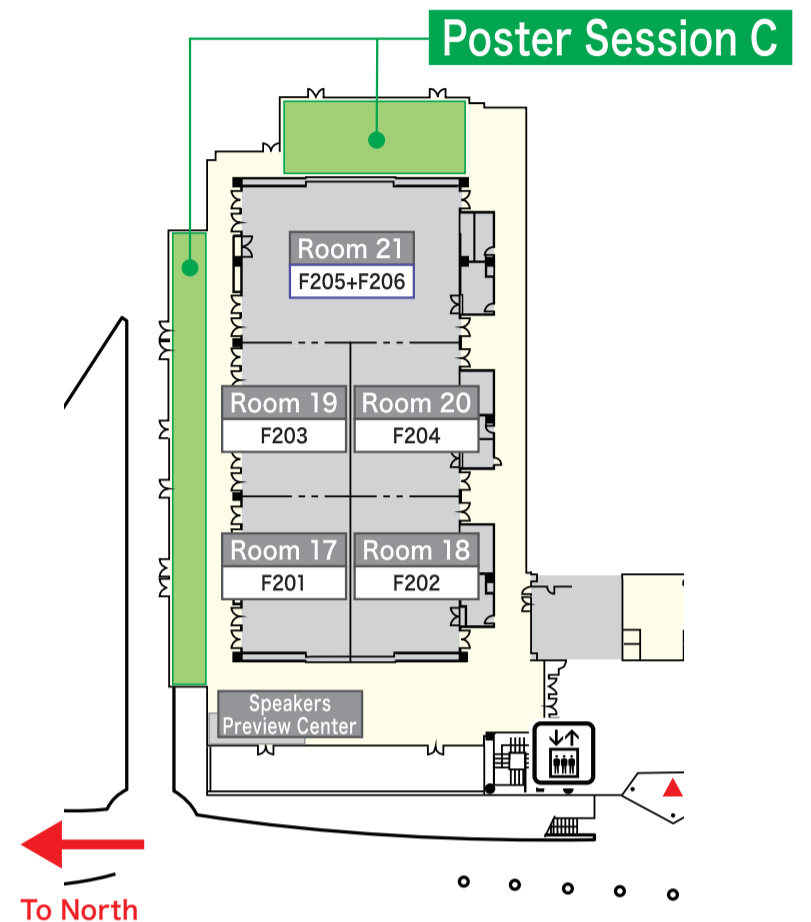 Poster Session C
Room 21
F205+F206
Room 19
F203
Room 20
F204
Room 17
F201
Room 18
F202
Speakers
Preview Center
To North